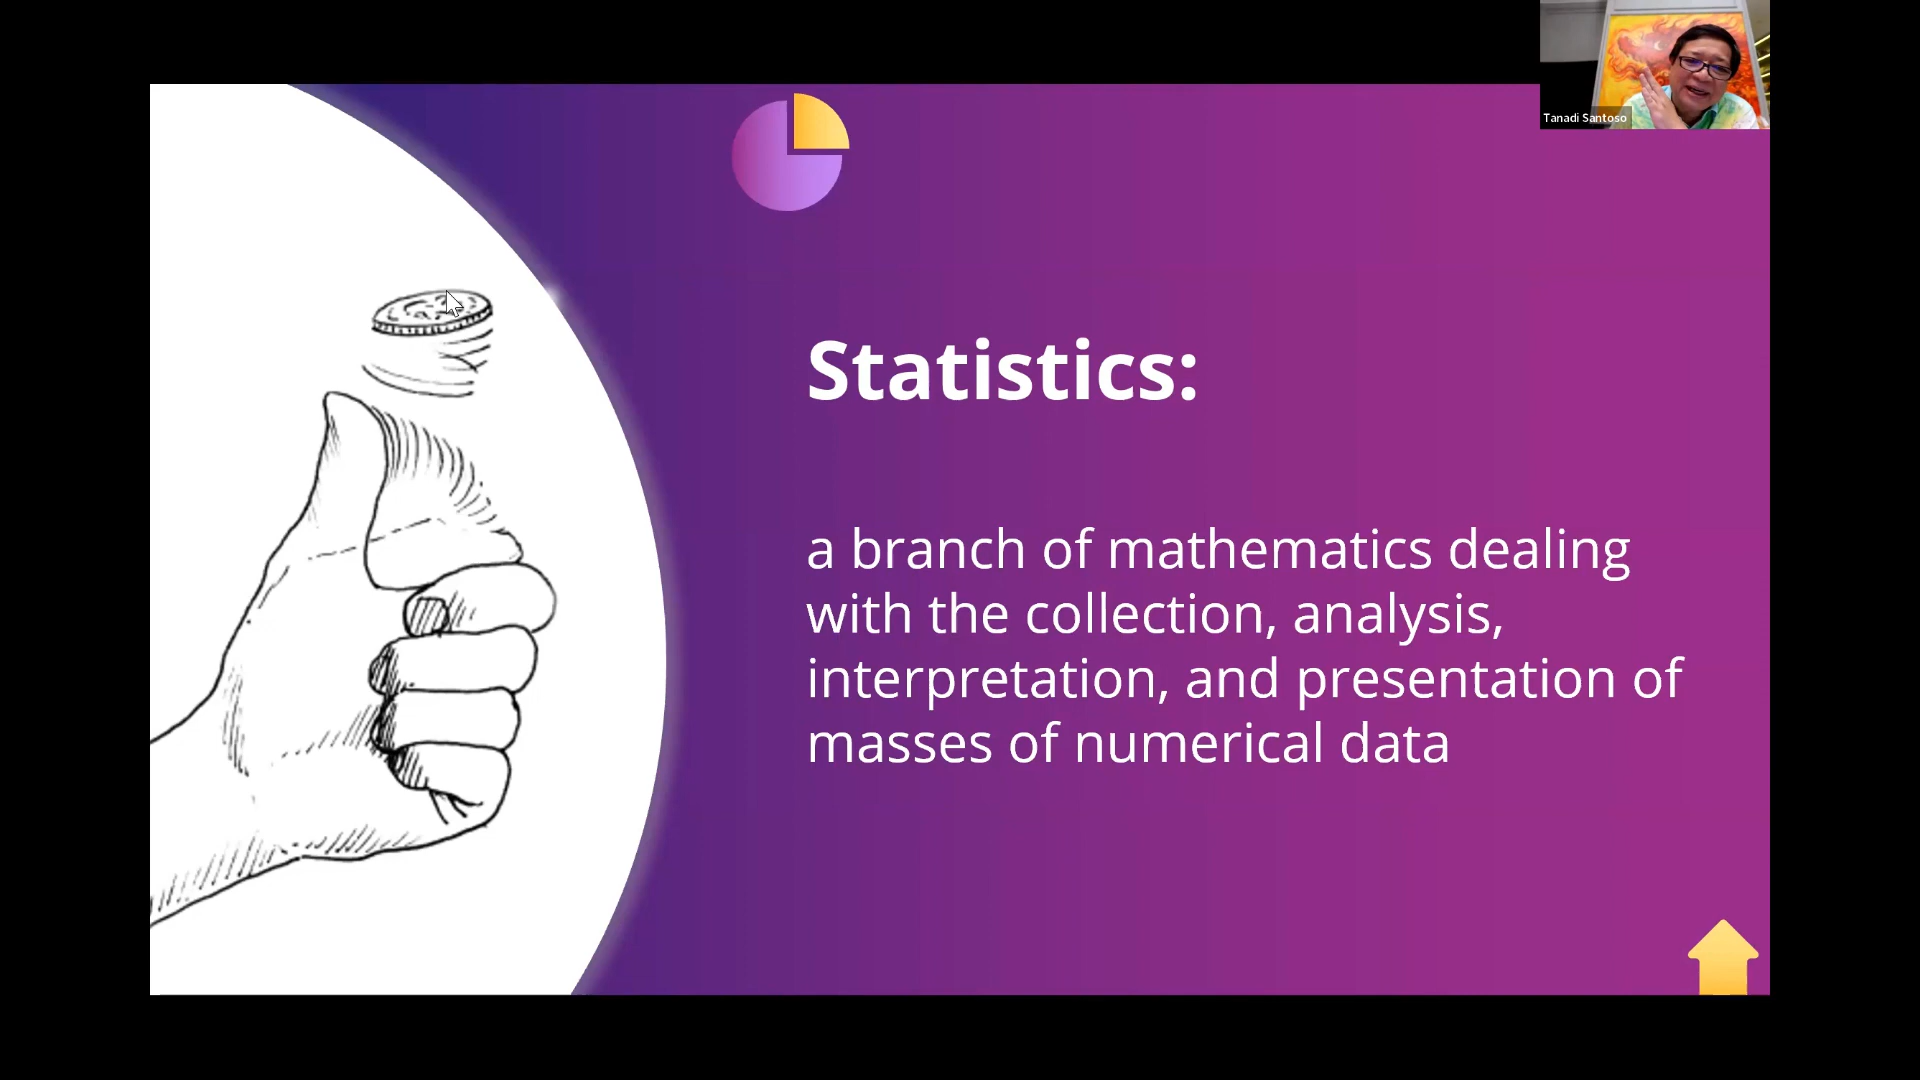 Tanadi Santoso
Statistics:
a branch of mathematics dealing
with the collection, analysis,
interpretation, and presentation of
masses of numerical data